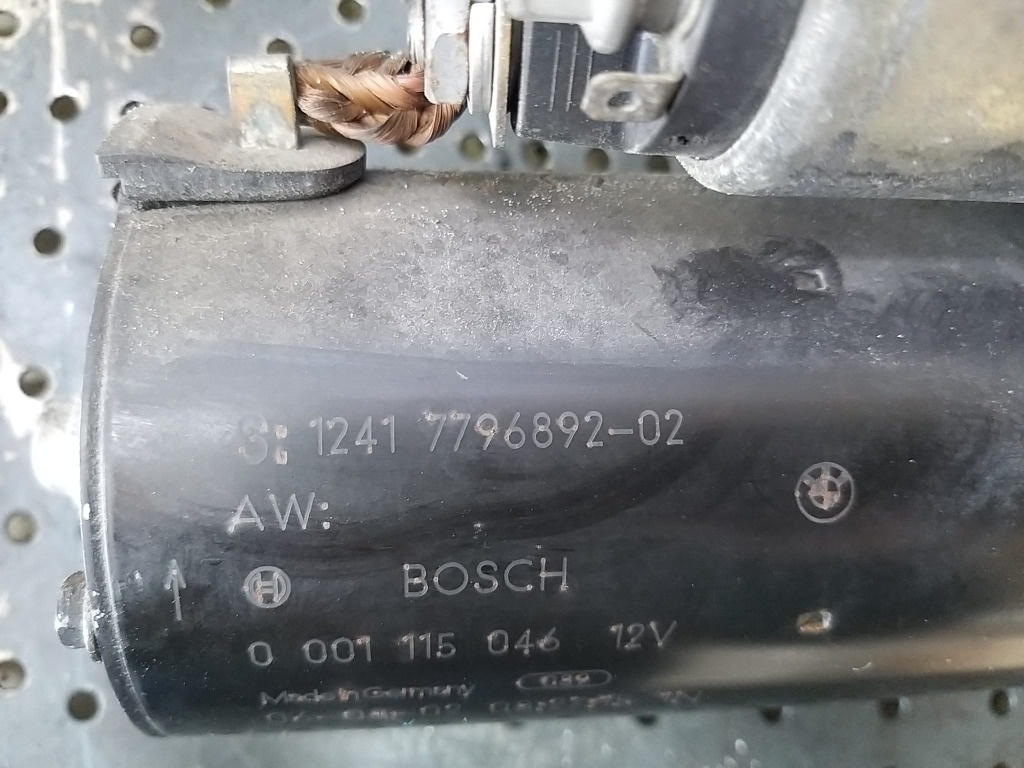 S: 1241 7796892-02
AW:
BOSCH
0 001 115 046 12V
Made in Germany